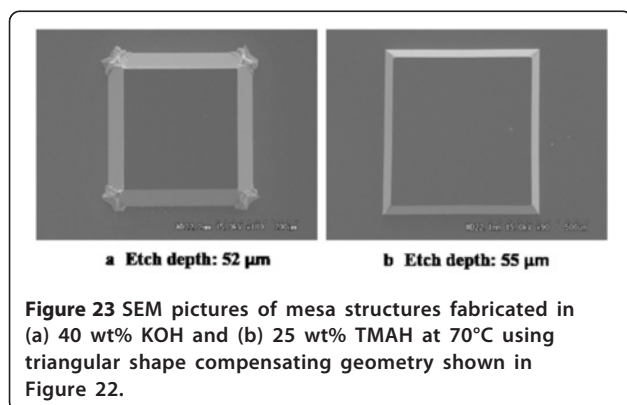 a Etch depth: 52 μm
b Etch depth: 55 μm
Figure 23 SEM pictures of mesa structures fabricated in
(a) 40 wt% KOH and (b) 25 wt% TMAH at 70°C using
triangular shape compensating geometry shown in
Figure 22.